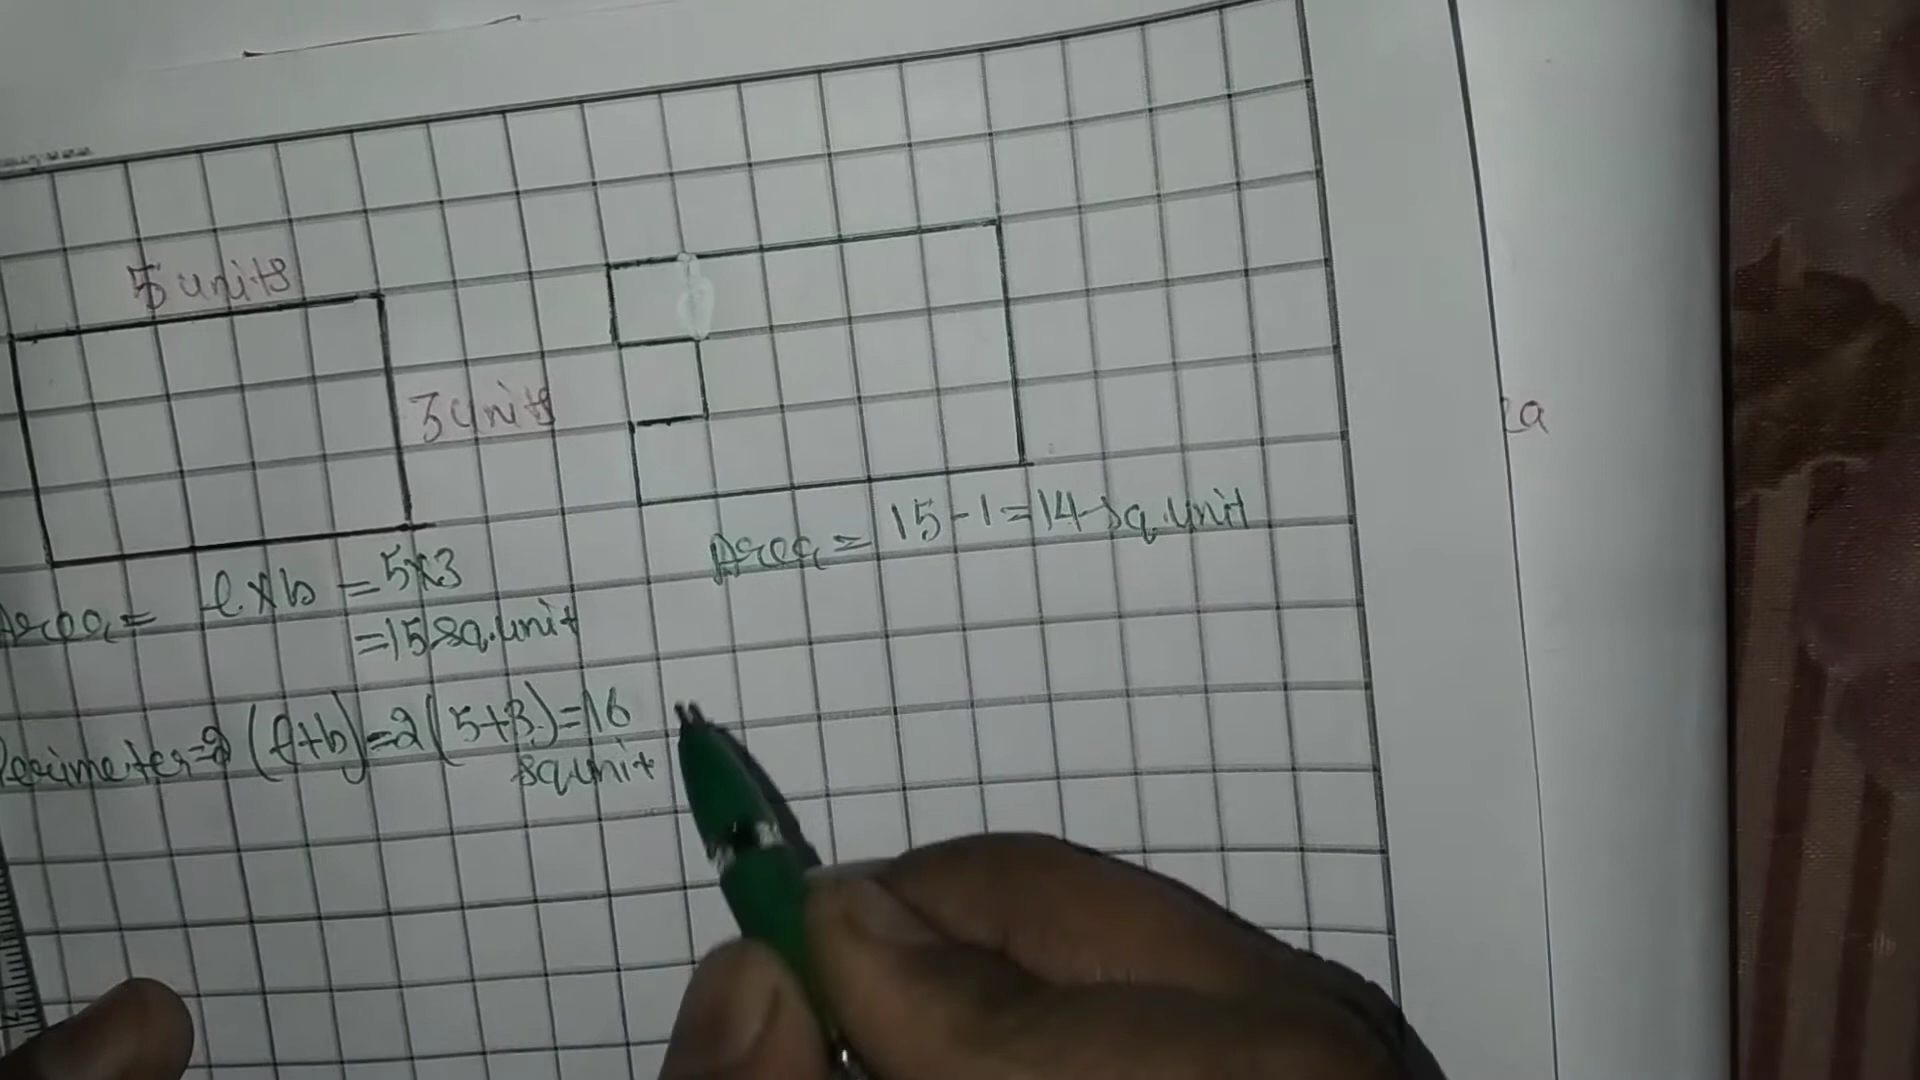 5 units
3 units
Area = l x b = 5x3
=15 sq.unit
Perimeter=2 (l+b)=2(5+3)=16
sq unit
Area = 15-1=14 sq.unit